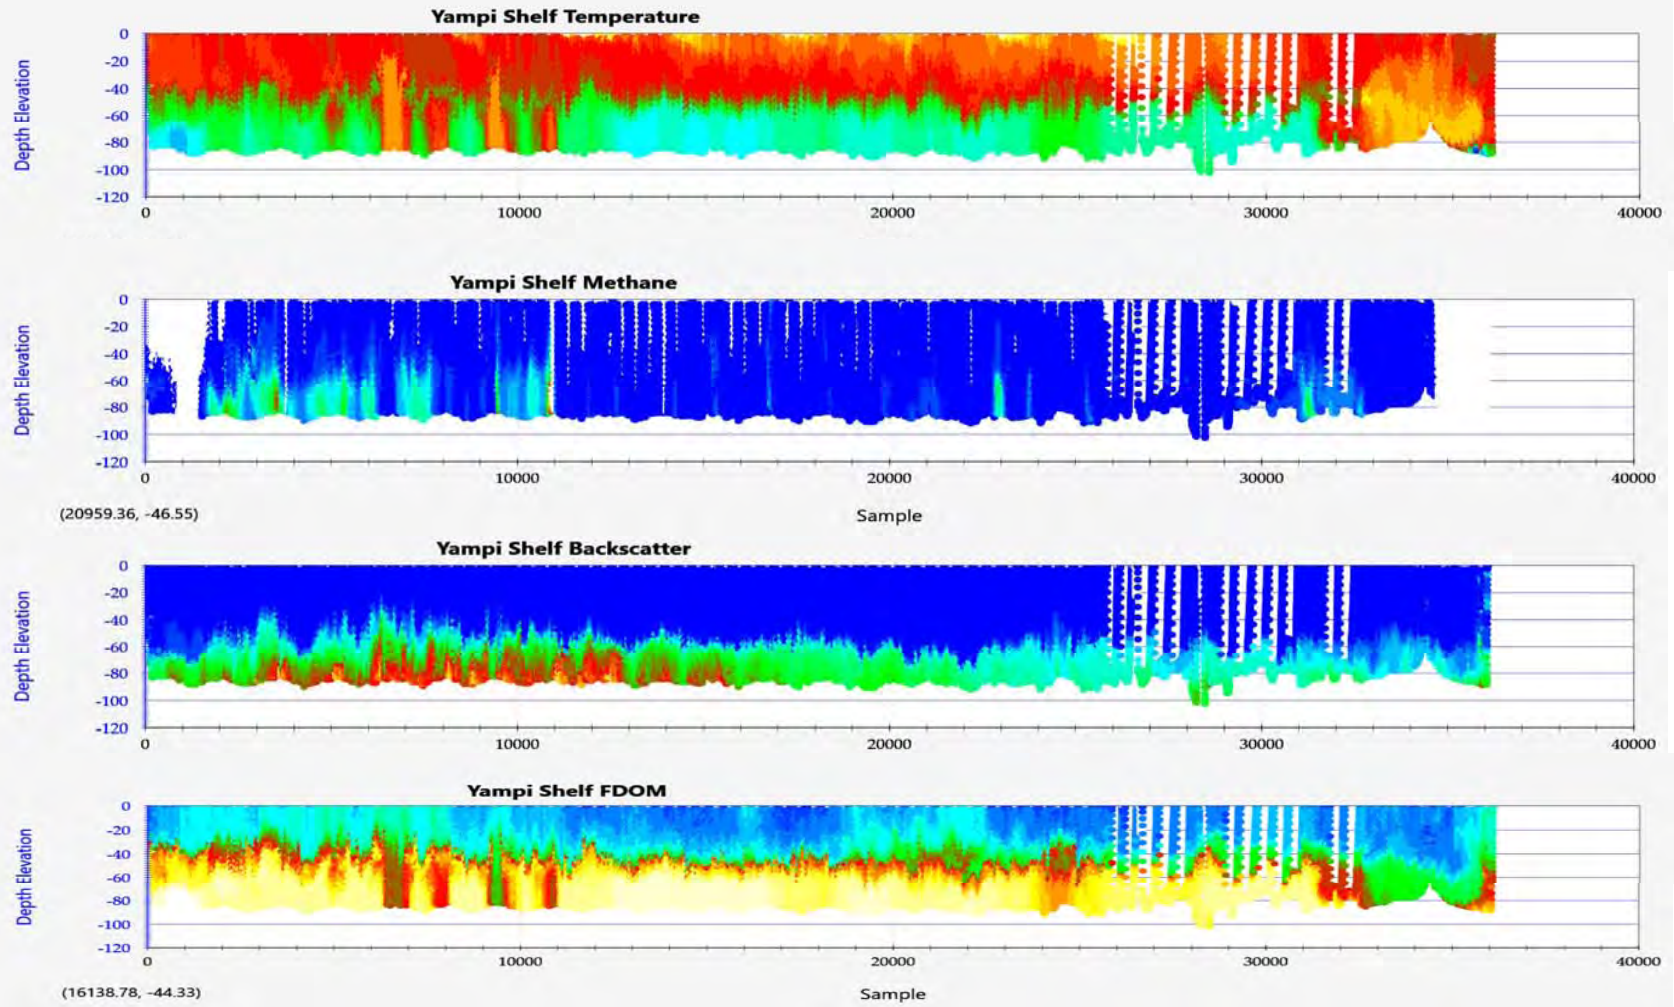 Yampi Shelf Temperature
Depth Elevation
0
-20
-40
-60
-80
-100
-120
0 10000 20000 30000 40000
Yampi Shelf Methane
Depth Elevation
0
-20
-40
-60
-80
-100
-120
0 10000 20000 30000 40000
(20959.36, -46.55) Sample
Yampi Shelf Backscatter
Depth Elevation
0
-20
-40
-60
-80
-100
-120
0 10000 20000 30000 40000
Yampi Shelf FDOM
Depth Elevation
0
-20
-40
-60
-80
-100
-120
0 10000 20000 30000 40000
(16138.78, -44.33) Sample